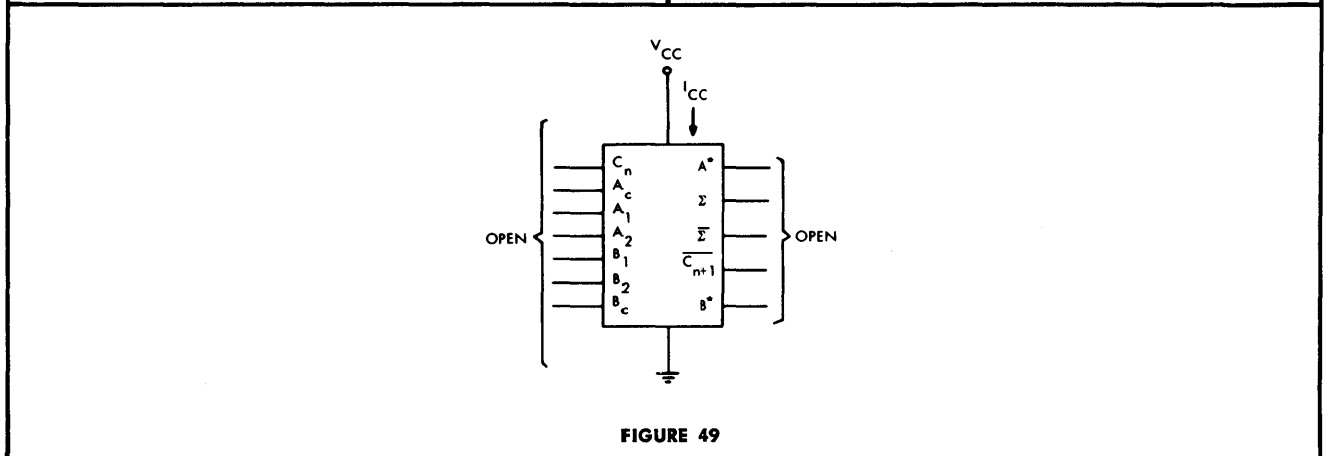 V_CC
I_CC
C_n
A_c
A_1
A_2
B_1
B_2
B_c
A*
Σ
Σ̅
C̅_n+1
B*
OPEN
OPEN
FIGURE 49